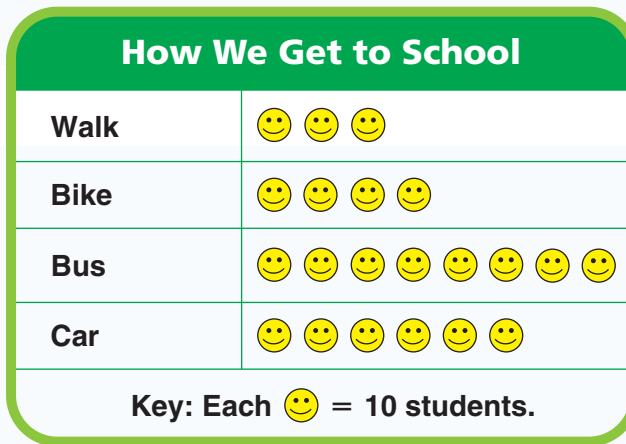 How We Get to School
Walk
Bike
Bus
Car
Key: Each = 10 students.